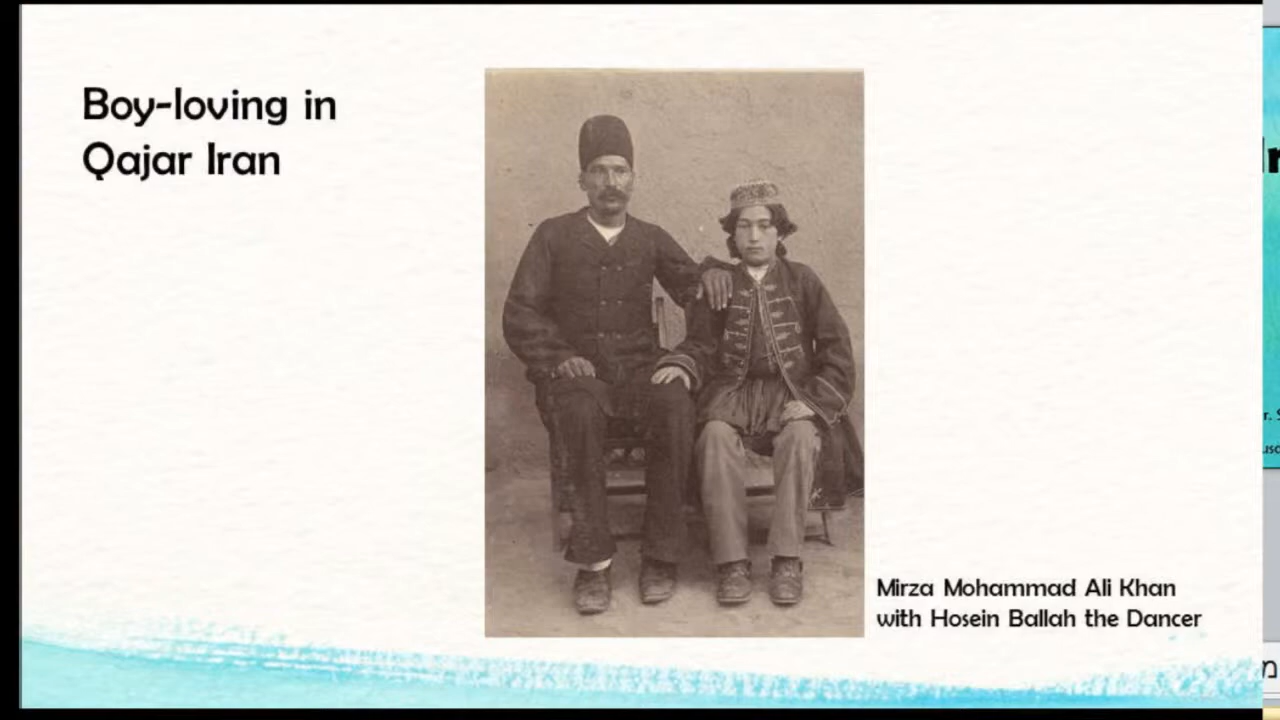 Boy-loving in
Qajar Iran
Mirza Mohammad Ali Khan
with Hosein Ballah the Dancer